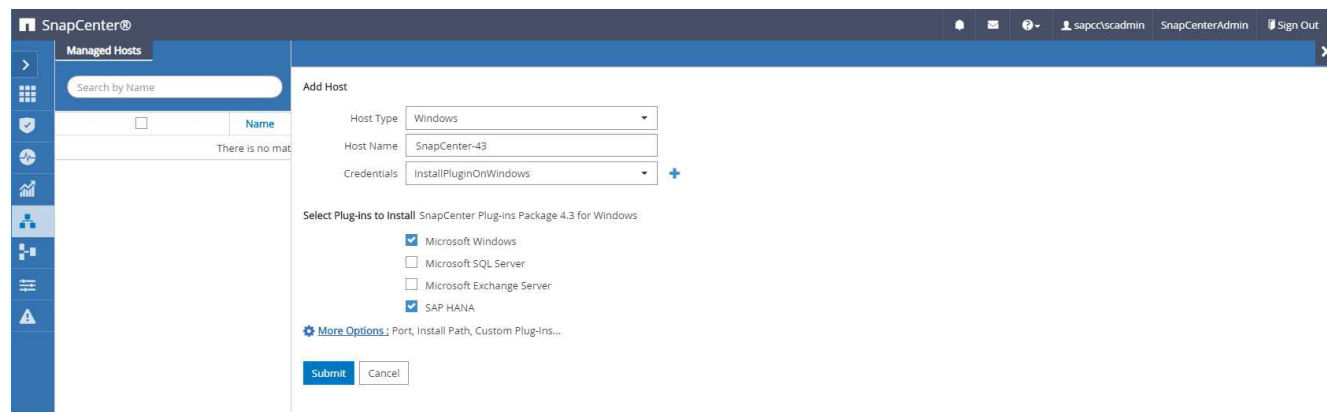 SnapCenter®
sapcc\scadmin SnapCenterAdmin Sign Out
Managed Hosts
Search by Name
Name
There is no mat
Add Host
Host Type Windows
Host Name SnapCenter-43
Credentials InstallPluginOnWindows
Select Plug-ins to Install SnapCenter Plug-ins Package 4.3 for Windows
Microsoft Windows
Microsoft SQL Server
Microsoft Exchange Server
SAP HANA
More Options : Port, Install Path, Custom Plug-Ins...
Submit Cancel